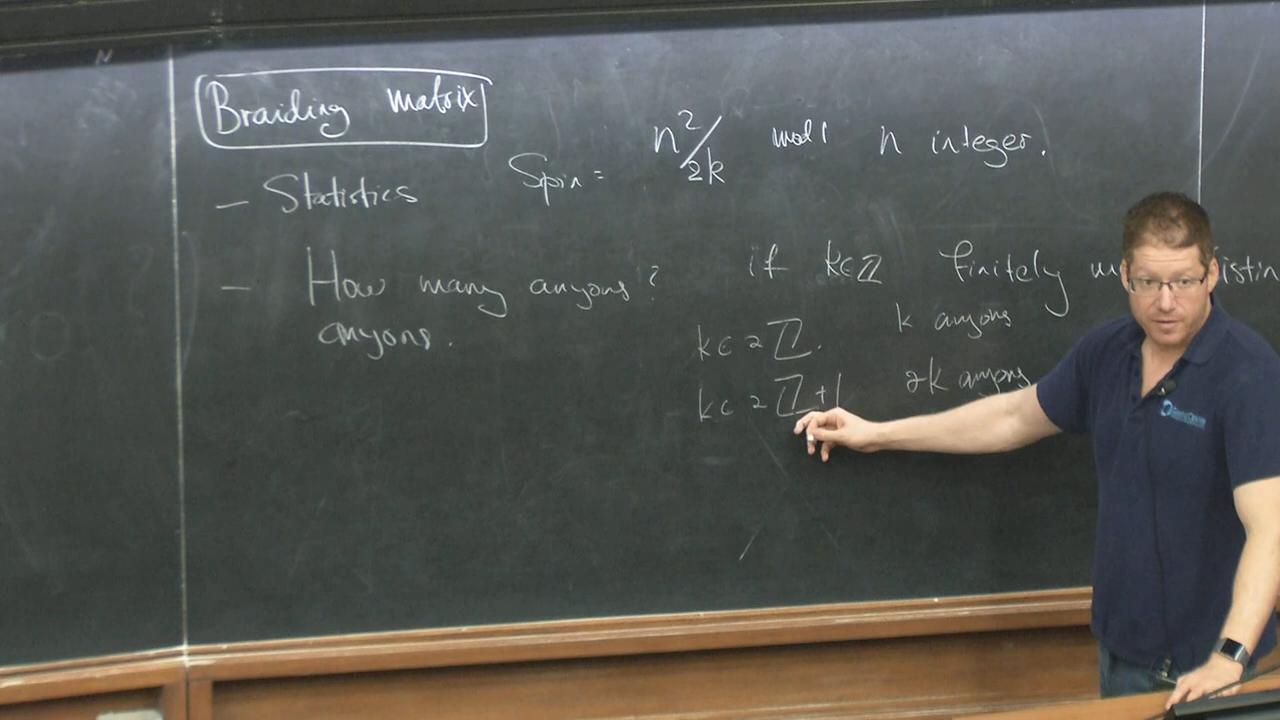 Braiding matrix
– Statistics Spin = n²/2k mod 1 n integer.
– How many anyons? if k∈ℤ finitely
anyons.
k∈2ℤ. k anyons
k∈2ℤ+1 2k anyons